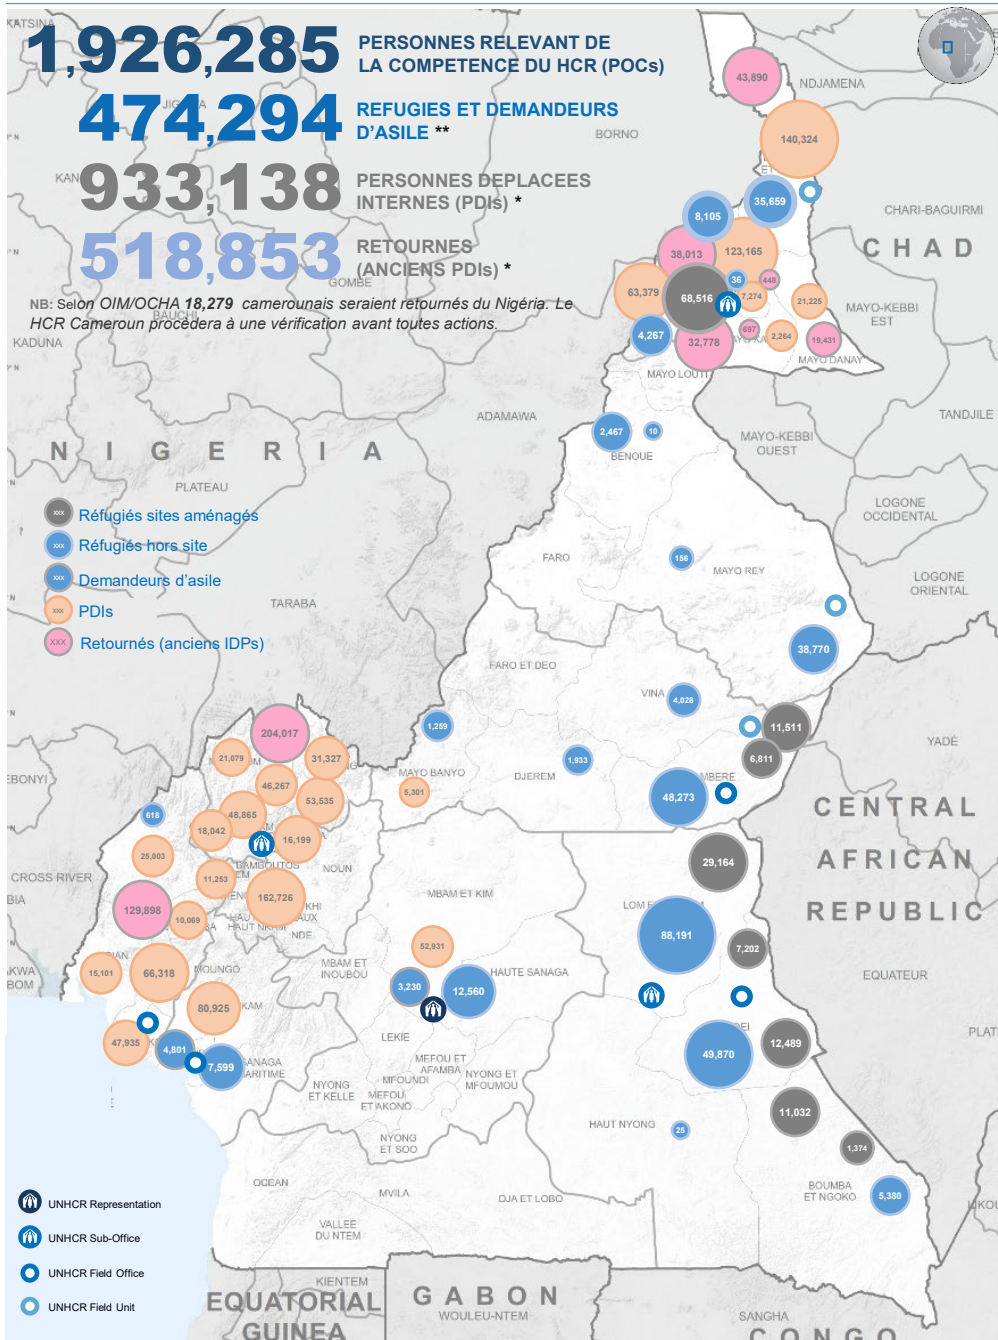 1,926,285
PERSONNES RELEVANT DE
LA COMPETENCE DU HCR (POCs)
474,294
REFUGIES ET DEMANDEURS
D'ASILE **
933,138
PERSONNES DEPLACEES
INTERNES (PDIs) *
518,853
RETOURNES
(ANCIENS PDIs) *
NB: Selon OIM/OCHA 18,279 camerounais seraient retournés du Nigéria. Le
HCR Cameroun procèdera à une vérification avant toutes actions.
KATSINA
BORNO
GOMBE
BAUCHI
KADUNA
ADAMAWA
NIGERIA
PLATEAU
TARABA
43,890
NDJAMENA
140,324
35,659
8,105
CHARI-BAGUIRMI
CHAD
123,165
38,013
36
448
63,379
68,516
7,274
21,225
MAYO-KEBBI
EST
4,267
32,778
697
2,264
19,431
MAYO DANAY
MAYO LOUTI
TANDJILE
2,467
10
BENOUE
MAYO-KEBBI
OUEST
LOGONE
OCCIDENTAL
xxx Réfugiés sites aménagés
xxx Réfugiés hors site
xxx Demandeurs d'asile
xxx PDIs
xxx Retournés (anciens IDPs)
FARO
156
MAYO REY
LOGONE
ORIENTAL
38,770
FARO ET DEO
VINA
4,028
1,259
11,511
YADÉ
6,811
204,017
21,079
31,327
MAYO BANYO
DJEREM
1,933
MBERE
5,301
48,273
46,267
53,535
48,865
618
18,042
16,199
CENTRAL
AFRICAN
REPUBLIC
25,003
BAMBOUTOS
NOUN
29,164
CROSS RIVER
11,253
162,726
MBAM ET KIM
129,898
10,069
HAUT NKAM
NDE
88,191
7,202
52,931
15,101
66,318
MOUNGO
MBAM ET
INOUBOU
HAUTE SANAGA
EQUATEUR
3,230
12,560
80,925
47,935
4,801
7,599
LEKIE
MEFOU ET
AFAMBA
MFOUNDI
NYONG ET
MFOUMOU
NYONG
ET KELLE
MEFOU
ET AKONO
12,489
49,870
11,032
HAUT NYONG
25
1,374
NYONG
ET SOO
OCEAN
MVILA
DJA ET LOBO
BOUMBA
ET NGOKO
5,380
VALLEE
DU NTEM
UNHCR Representation
UNHCR Sub-Office
UNHCR Field Office
UNHCR Field Unit
KIENTEM
EQUATORIAL
GUINEA
GABON
WOULEU-NTEM
SANGHA
CONGO